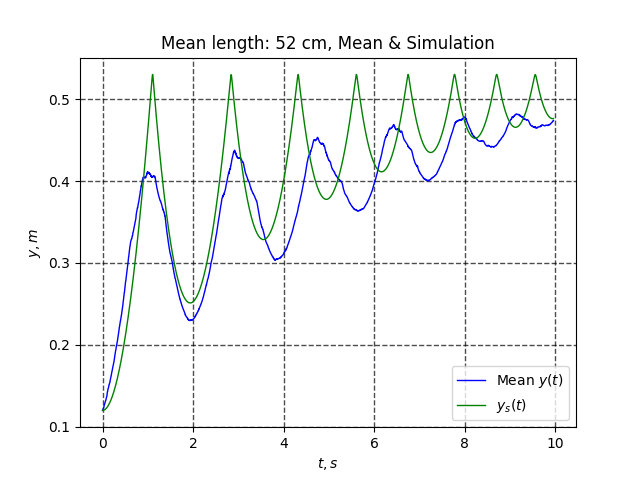 Mean length: 52 cm, Mean & Simulation
y, m
0.5
0.4
0.3
0.2
0.1
0 2 4 6 8 10
t, s
Mean y(t)
y_s(t)